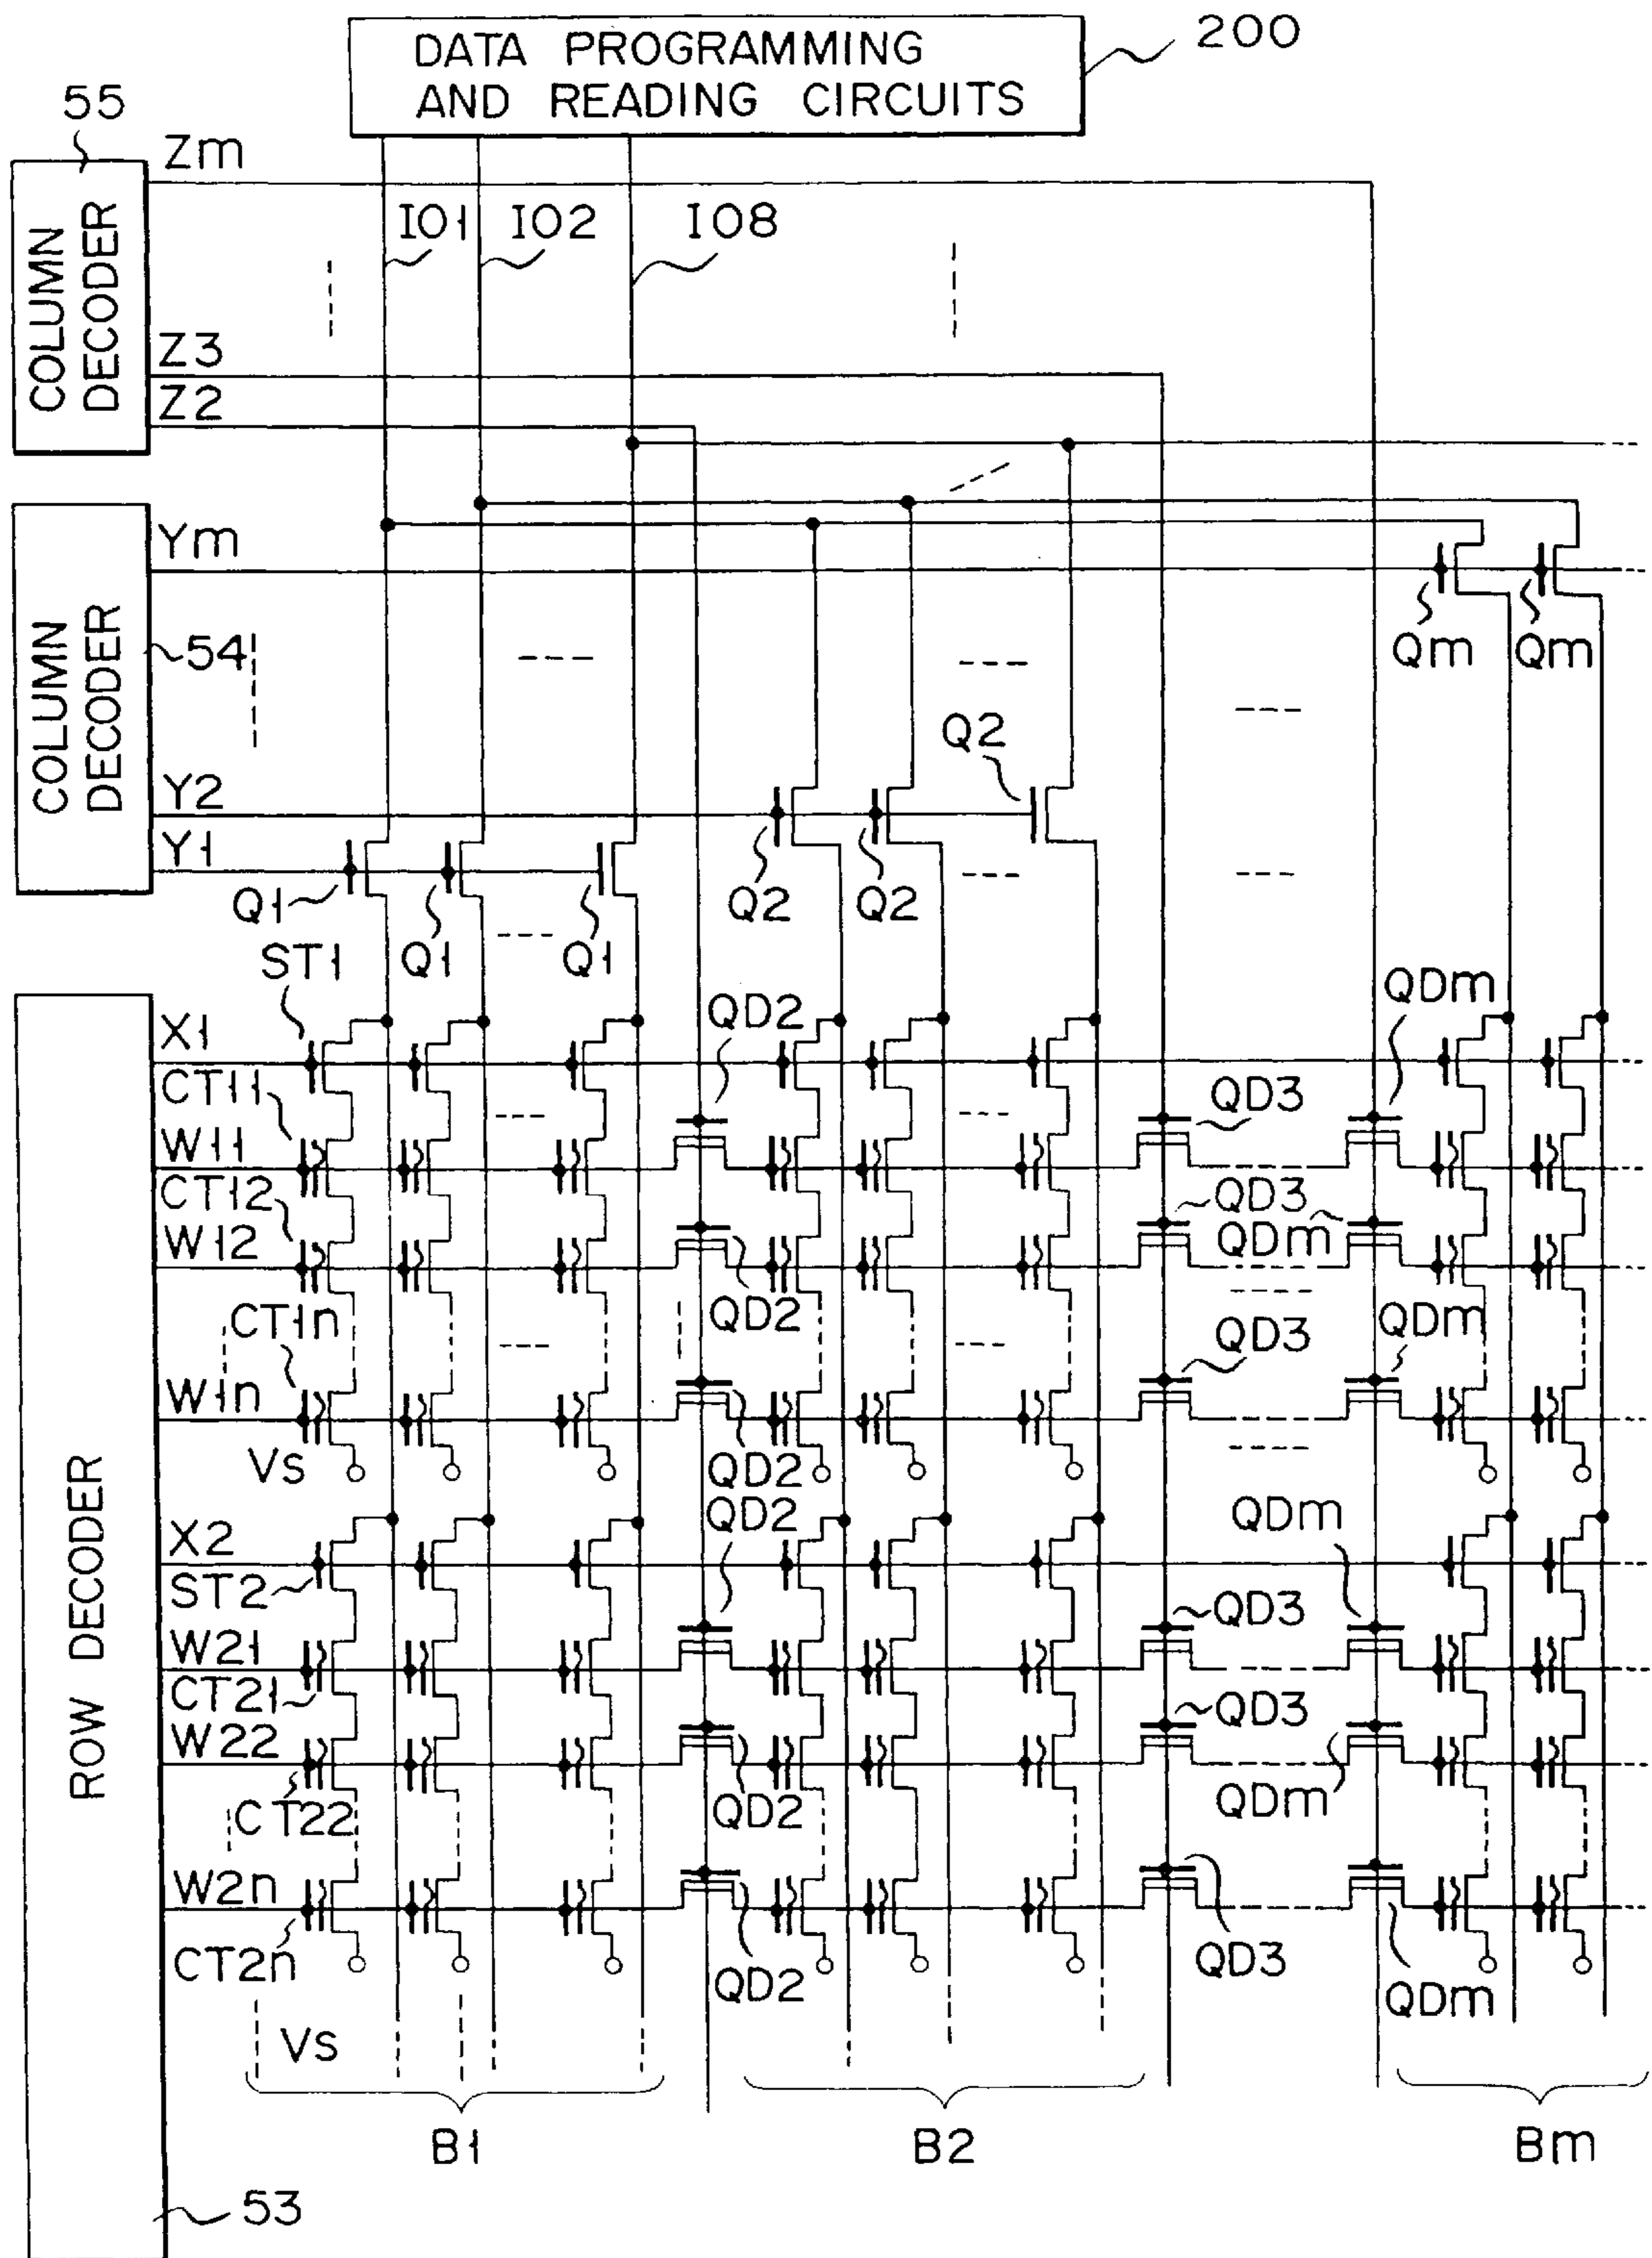 DATA PROGRAMMING
AND READING CIRCUITS
200
55
COLUMN
DECODER
Zm
IO1
IO2
IO8
Z3
Z2
COLUMN
DECODER
54
Ym
Qm
Qm
Y2
Q2
Y1
Q1
Q1
Q1
Q2
Q2
ST1
ROW DECODER
X1
QD2
QDm
CT11
QD3
W11
CT12
QD3
W12
QDm
QD2
CT1n
QD3
QDm
W1n
Vs
QD2
QD2
QDm
X2
ST2
QD3
W21
CT21
QD3
W22
CT22
QD2
QDm
W2n
CT2n
QD2
QD3
QDm
Vs
B1
B2
Bm
53